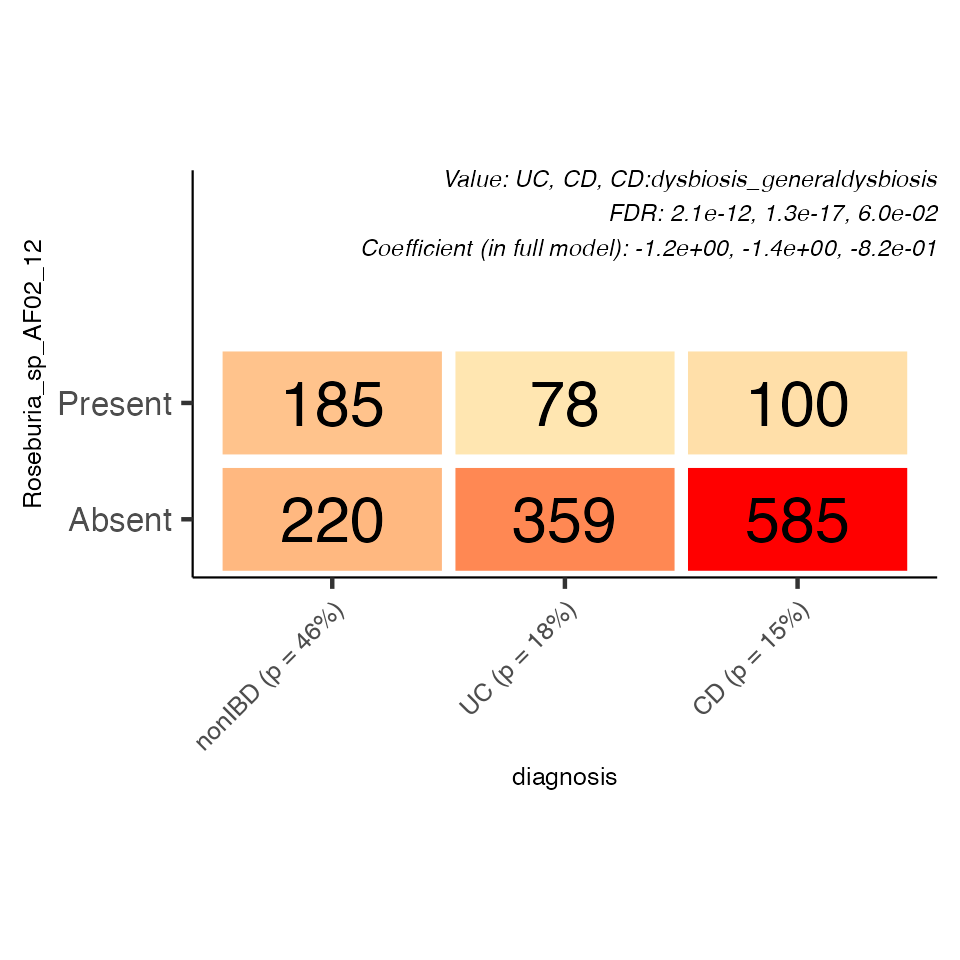 Value: UC, CD, CD:dysbiosis_generaldysbiosis
FDR: 2.1e-12, 1.3e-17, 6.0e-02
Coefficient (in full model): -1.2e+00, -1.4e+00, -8.2e-01
Roseburia_sp_AF02_12
Present
185
78
100
Absent
220
359
585
nonIBD (p = 46%)
UC (p = 18%)
CD (p = 15%)
diagnosis